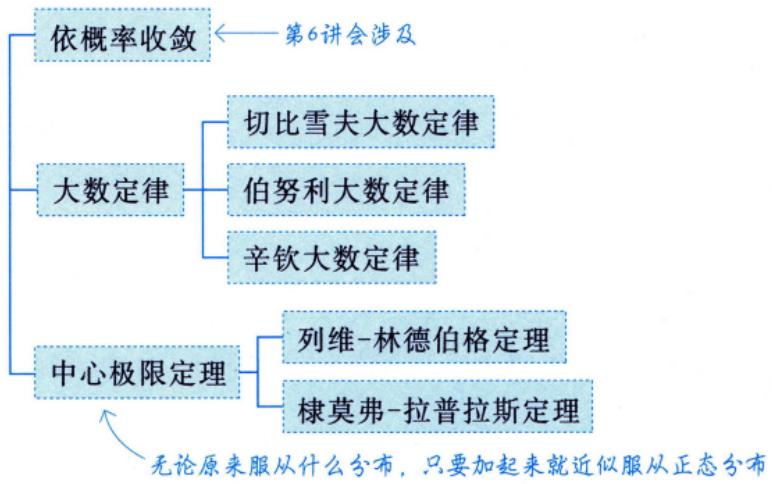 依概率收敛
第6讲会涉及
切比雪夫大数定律
大数定律
伯努利大数定律
辛钦大数定律
列维-林德伯格定理
中心极限定理
棣莫弗-拉普拉斯定理
无论原来服从什么分布，只要加起来就近似服从正态分布